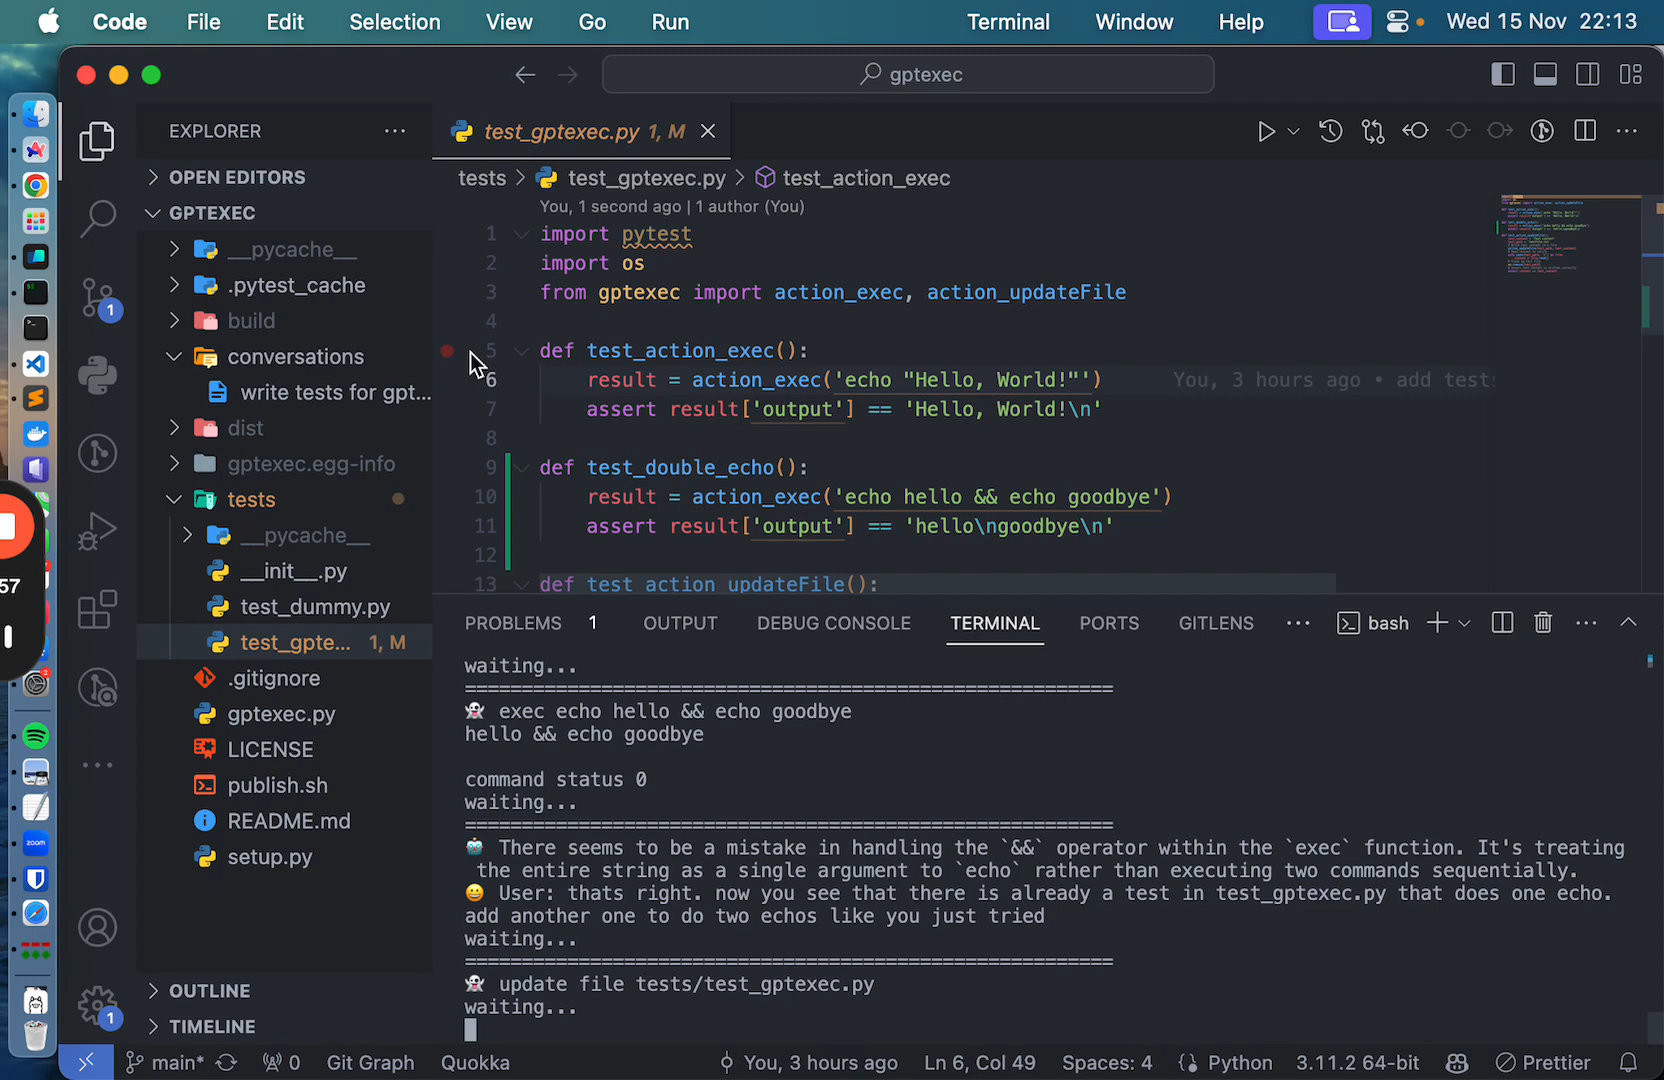 Code File Edit Selection View Go Run Terminal Window Help Wed 15 Nov 22:13
gptexec
EXPLORER
OPEN EDITORS
GPTEXEC
__pycache__
.pytest_cache
build
conversations
write tests for gpt...
dist
gptexec.egg-info
tests
__pycache__
__init__.py
test_dummy.py
test_gpte... 1, M
.gitignore
gptexec.py
LICENSE
publish.sh
README.md
setup.py
OUTLINE
TIMELINE
1
1
57
zoom
2
test_gptexec.py 1, M
tests > test_gptexec.py > test_action_exec
You, 1 second ago | 1 author (You)
1 import pytest
2 import os
3 from gptexec import action_exec, action_updateFile
4
5 def test_action_exec():
6 result = action_exec('echo "Hello, World!"') You, 3 hours ago • add tests
7 assert result['output'] == 'Hello, World!\n'
8
9 def test_double_echo():
10 result = action_exec('echo hello && echo goodbye')
11 assert result['output'] == 'hello\ngoodbye\n'
12
13 def test_action_updateFile():
PROBLEMS 1 OUTPUT DEBUG CONSOLE TERMINAL PORTS GITLENS ... bash
waiting...
=========================================================
👻 exec echo hello && echo goodbye
hello && echo goodbye
command status 0
waiting...
=========================================================
🤖 There seems to be a mistake in handling the `&&` operator within the `exec` function. It's treating
the entire string as a single argument to `echo` rather than executing two commands sequentially.
😀 User: thats right. now you see that there is already a test in test_gptexec.py that does one echo.
add another one to do two echos like you just tried
waiting...
=========================================================
👻 update file tests/test_gptexec.py
waiting...
main* 0 Git Graph Quokka You, 3 hours ago Ln 6, Col 49 Spaces: 4 Python 3.11.2 64-bit Prettier